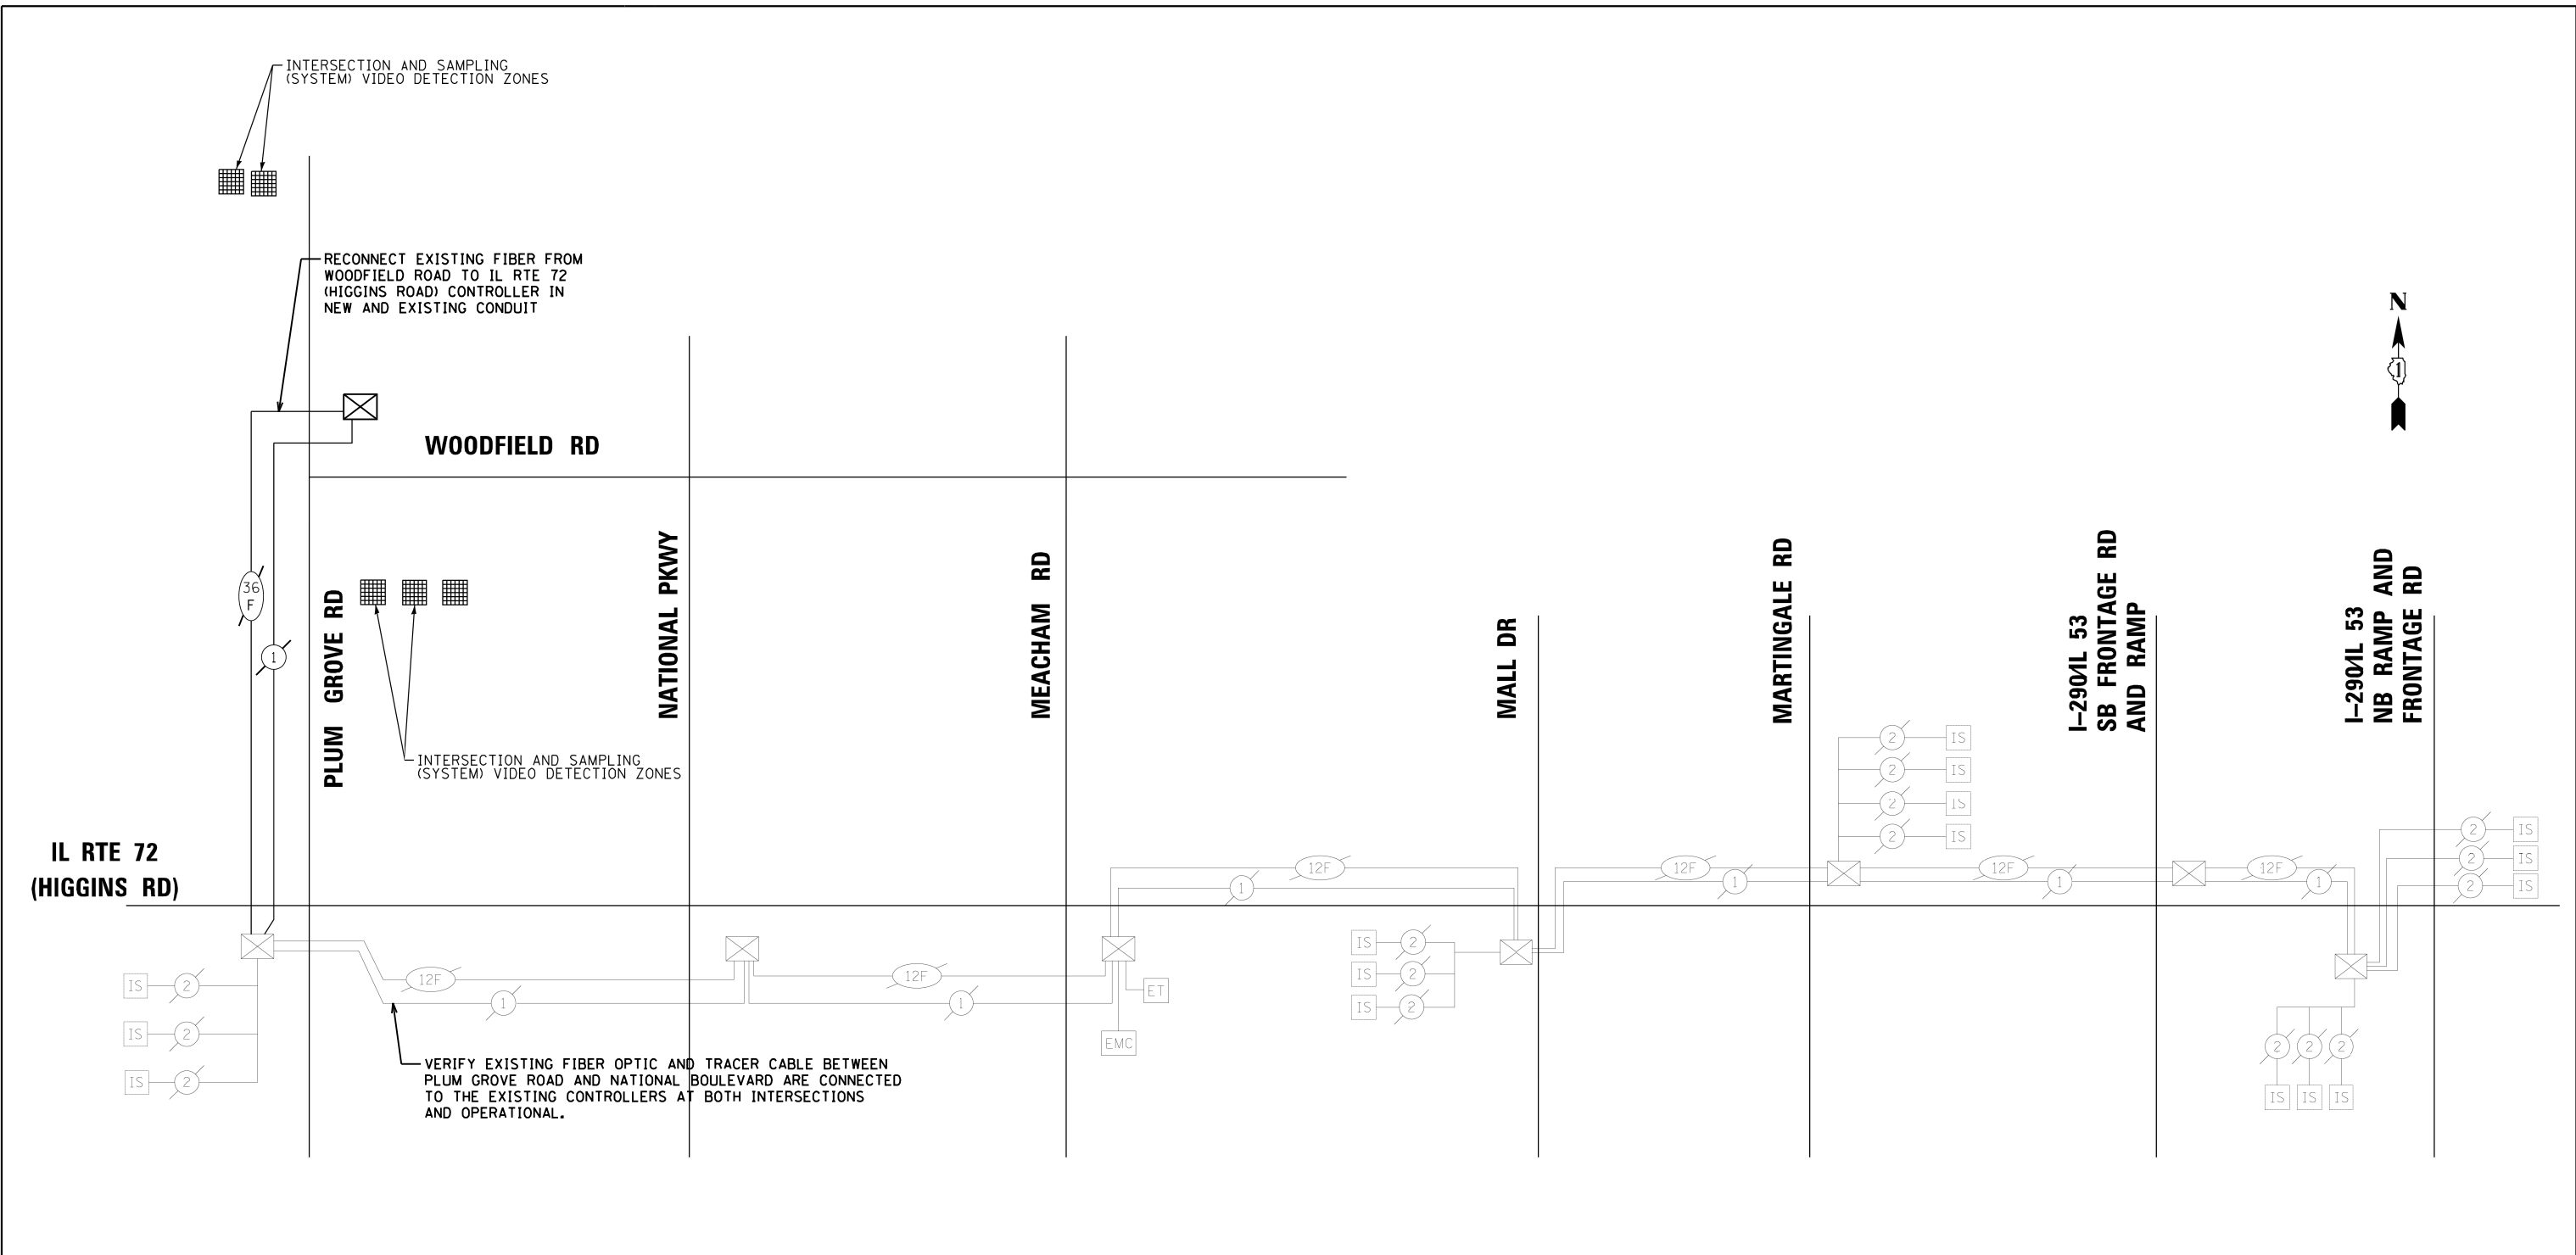 INTERSECTION AND SAMPLING
(SYSTEM) VIDEO DETECTION ZONES
RECONNECT EXISTING FIBER FROM
WOODFIELD ROAD TO IL RTE 72
(HIGGINS ROAD) CONTROLLER IN
NEW AND EXISTING CONDUIT
N
1
WOODFIELD RD
36
F
1
PLUM GROVE RD
NATIONAL PKWY
MEACHAM RD
MALL DR
MARTINGALE RD
I-290/IL 53
SB FRONTAGE RD
AND RAMP
I-290/IL 53
NB RAMP AND
FRONTAGE RD
INTERSECTION AND SAMPLING
(SYSTEM) VIDEO DETECTION ZONES
2 IS
2 IS
2 IS
2 IS
IL RTE 72
(HIGGINS RD)
12F
1
12F
1
12F
1
12F
1
2 IS
2 IS
2 IS
IS 2
IS 2
IS 2
12F
1
12F
1
ET
EMC
IS 2
IS 2
IS 2
2 2 2
IS IS IS
VERIFY EXISTING FIBER OPTIC AND TRACER CABLE BETWEEN
PLUM GROVE ROAD AND NATIONAL BOULEVARD ARE CONNECTED
TO THE EXISTING CONTROLLERS AT BOTH INTERSECTIONS
AND OPERATIONAL.